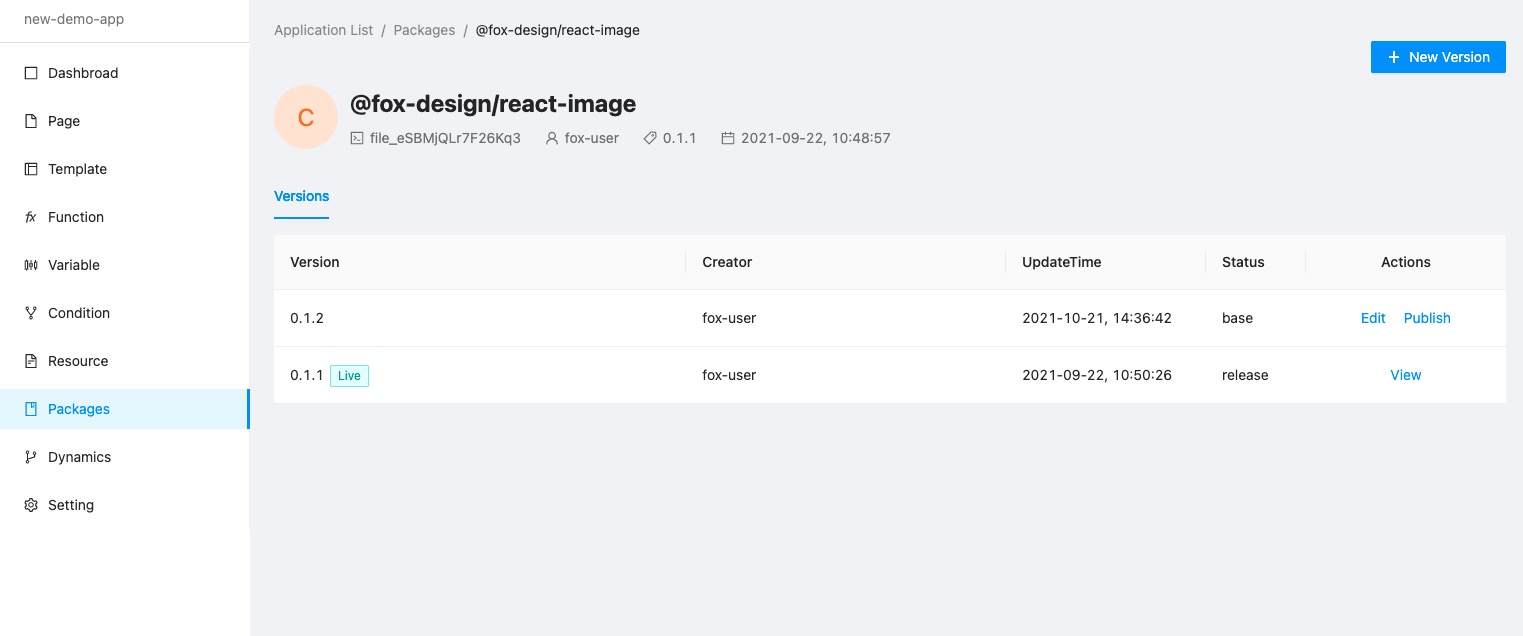 new-demo-app
Dashbroad
Page
Template
Function
Variable
Condition
Resource
Packages
Dynamics
Setting
Application List / Packages / @fox-design/react-image
+ New Version
C
@fox-design/react-image
file_eSBMjQLr7F26Kq3 fox-user 0.1.1 2021-09-22, 10:48:57
Versions
Version Creator UpdateTime Status Actions
0.1.2 fox-user 2021-10-21, 14:36:42 base Edit Publish
0.1.1 Live fox-user 2021-09-22, 10:50:26 release View